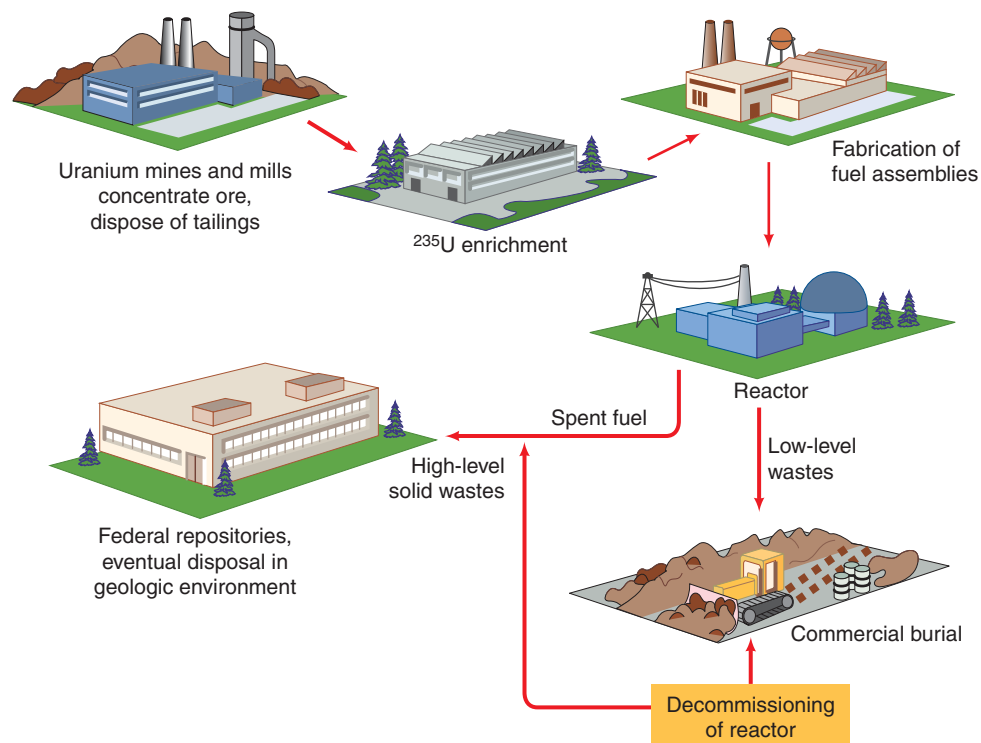 Uranium mines and mills
concentrate ore,
dispose of tailings
²³⁵U enrichment
Fabrication of
fuel assemblies
Reactor
Spent fuel
Low-level
wastes
High-level
solid wastes
Federal repositories,
eventual disposal in
geologic environment
Commercial burial
Decommissioning
of reactor